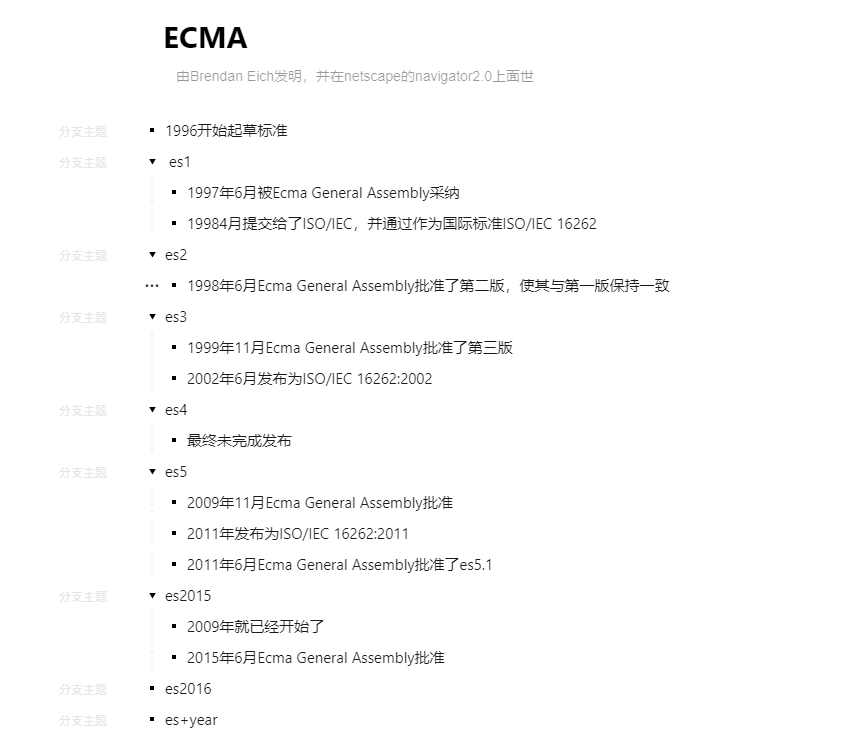 ECMA
由Brendan Eich发明，并在netscape的navigator2.0上面世
分支主题 1996开始起草标准
分支主题 es1
1997年6月被Ecma General Assembly采纳
19984月提交给了ISO/IEC，并通过作为国际标准ISO/IEC 16262
分支主题 es2
1998年6月Ecma General Assembly批准了第二版，使其与第一版保持一致
分支主题 es3
1999年11月Ecma General Assembly批准了第三版
2002年6月发布为ISO/IEC 16262:2002
分支主题 es4
最终未完成发布
分支主题 es5
2009年11月Ecma General Assembly批准
2011年发布为ISO/IEC 16262:2011
2011年6月Ecma General Assembly批准了es5.1
分支主题 es2015
2009年就已经开始了
2015年6月Ecma General Assembly批准
分支主题 es2016
分支主题 es+year